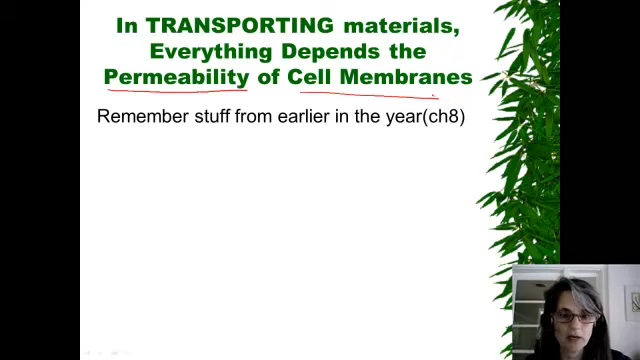 In TRANSPORTING materials,
Everything Depends the
Permeability of Cell Membranes
Remember stuff from earlier in the year(ch8)